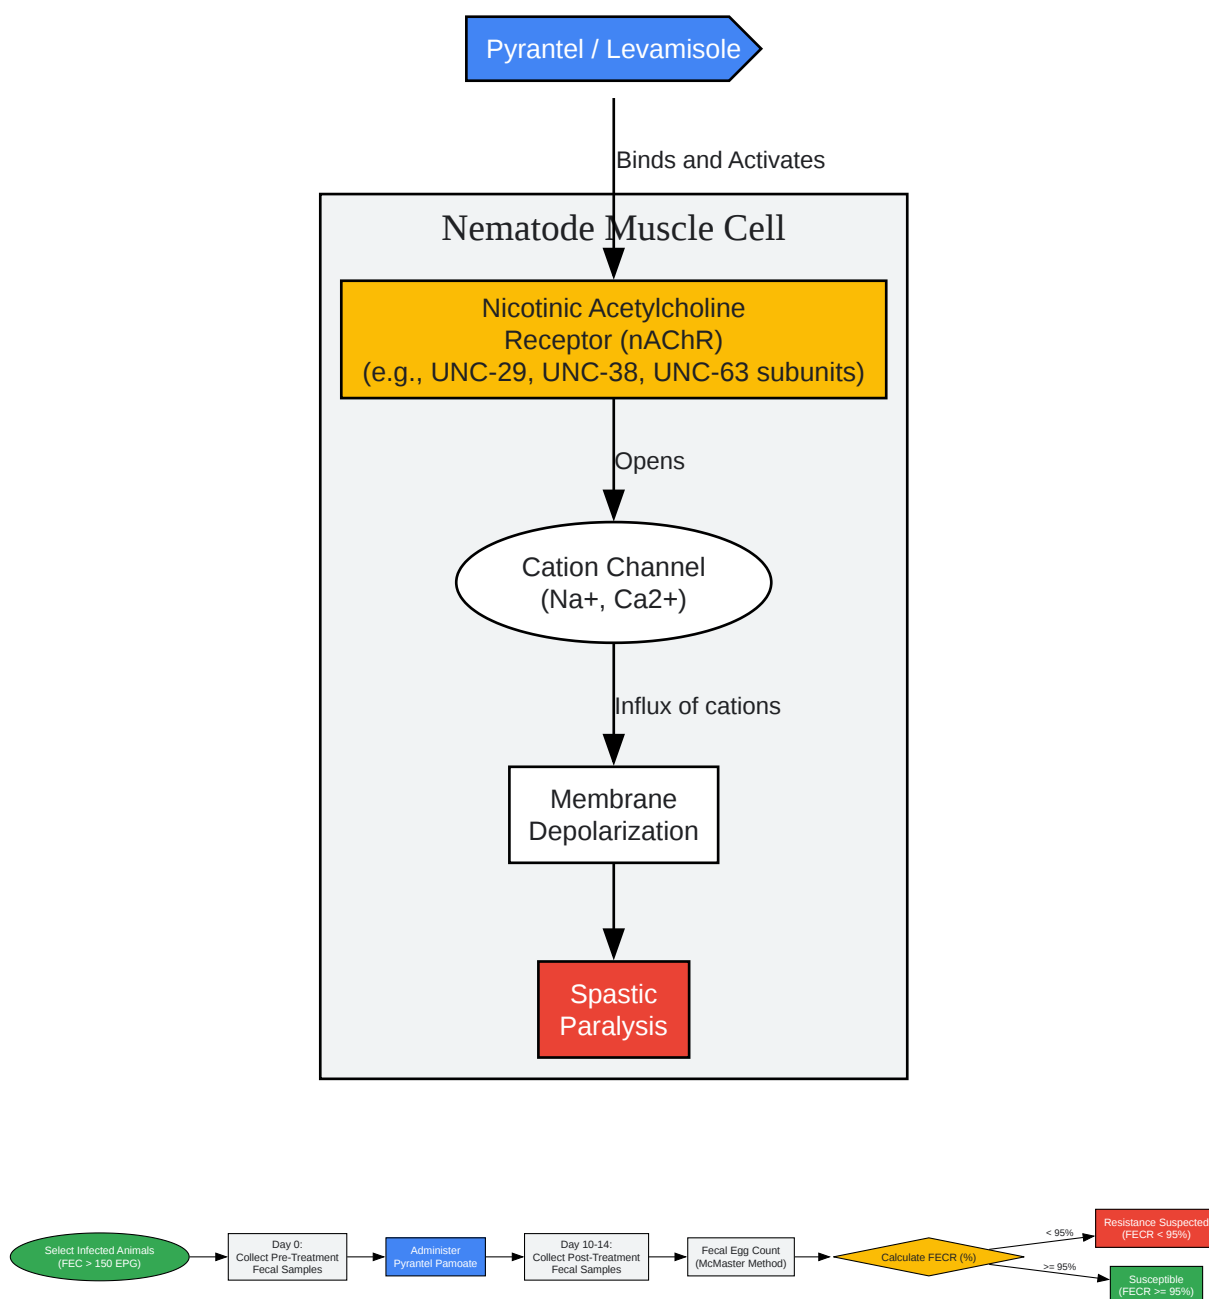 Pyrantel / Levamisole
Binds and Activates
Nematode Muscle Cell
Nicotinic Acetylcholine
Receptor (nAChR)
(e.g., UNC-29, UNC-38, UNC-63 subunits)
Opens
Cation Channel
(Na+, Ca2+)
Influx of cations
Membrane
Depolarization
Spastic
Paralysis
Select Infected Animals
(FEC > 150 EPG)
Day 0:
Collect Pre-Treatment
Fecal Samples
Administer
Pyrantel Pamoate
Day 10-14:
Collect Post-Treatment
Fecal Samples
Fecal Egg Count
(McMaster Method)
Calculate FECR (%)
< 95%
Resistance Suspected
(FECR < 95%)
>= 95%
Susceptible
(FECR >= 95%)